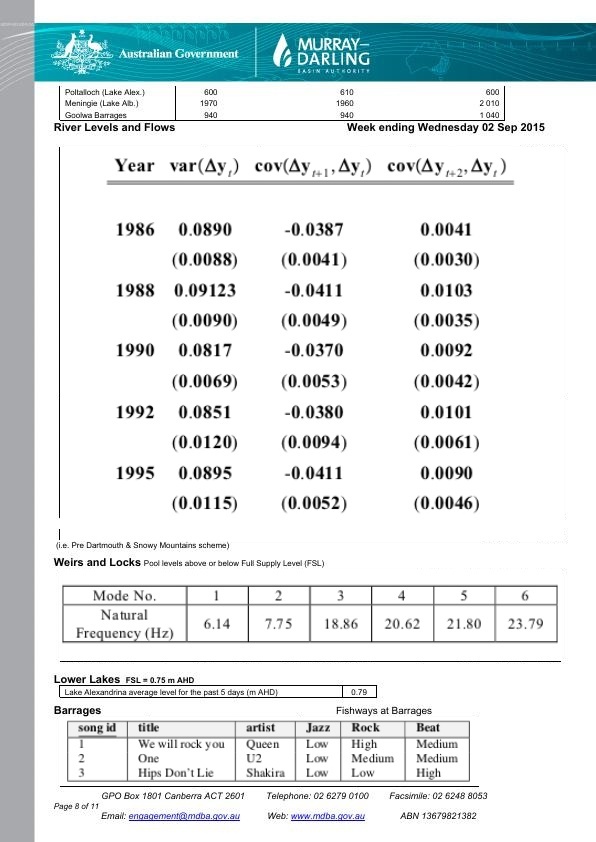 Australian Government
MURRAY–
DARLING
BASIN AUTHORITY
Poltalloch (Lake Alex.) 600 610 600
Meningie (Lake Alb.) 1970 1960 2 010
Goolwa Barrages 940 940 1 040
River Levels and Flows Week ending Wednesday 02 Sep 2015
Year var(Δy_t) cov(Δy_{t+1}, Δy_t) cov(Δy_{t+2}, Δy_t)
1986 0.0890 -0.0387 0.0041
(0.0088) (0.0041) (0.0030)
1988 0.09123 -0.0411 0.0103
(0.0090) (0.0049) (0.0035)
1990 0.0817 -0.0370 0.0092
(0.0069) (0.0053) (0.0042)
1992 0.0851 -0.0380 0.0101
(0.0120) (0.0094) (0.0061)
1995 0.0895 -0.0411 0.0090
(0.0115) (0.0052) (0.0046)
(i.e. Pre Dartmouth & Snowy Mountains scheme)
Weirs and Locks Pool levels above or below Full Supply Level (FSL)
Mode No. 1 2 3 4 5 6
Natural
Frequency (Hz) 6.14 7.75 18.86 20.62 21.80 23.79
Lower Lakes FSL = 0.75 m AHD
Lake Alexandrina average level for the past 5 days (m AHD) 0.79
Barrages Fishways at Barrages
song id title artist Jazz Rock Beat
1 We will rock you Queen Low High Medium
2 One U2 Low Medium Medium
3 Hips Don't Lie Shakira Low Low High
GPO Box 1801 Canberra ACT 2601 Telephone: 02 6279 0100 Facsimile: 02 6248 8053
Page 8 of 11
Email: engagement@mdba.gov.au Web: www.mdba.gov.au ABN 13679821382